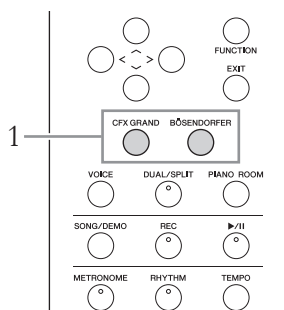 FUNCTION
< >
EXIT
1
CFX GRAND BÖSENDORFER
VOICE DUAL/SPLIT PIANO ROOM
SONG/DEMO REC ►/II
METRONOME RHYTHM TEMPO